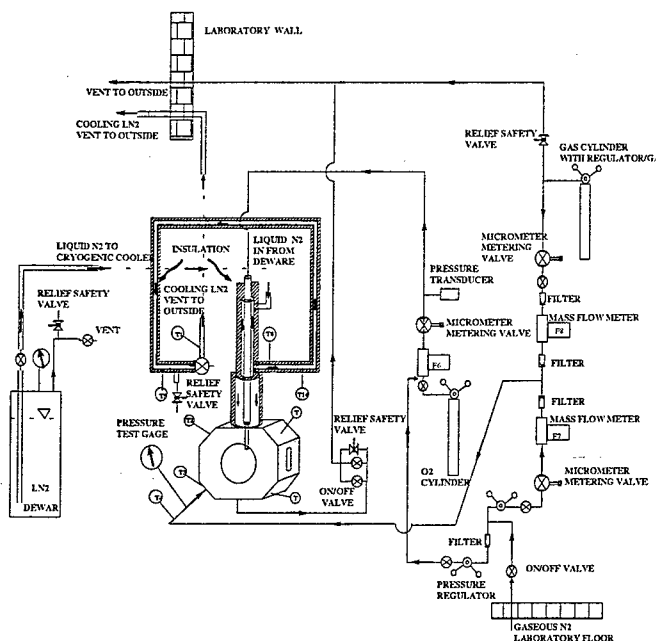 LABORATORY WALL
VENT TO OUTSIDE
COOLING LN2
VENT TO OUTSIDE
RELIEF SAFETY
VALVE
GAS CYLINDER
WITH REGULATOR/GA
LIQUID N2 TO
CRYOGENIC COOLER
INSULATION
LIQUID N2
IN FROM
DEWARE
MICROMETER
METERING
VALVE
RELIEF SAFETY
VALVE
COOLING LN2
VENT TO
OUTSIDE
PRESSURE
TRANSDUCER
VENT
FILTER
MASS FLOW METER
F8
MICROMETER
METERING VALVE
FILTER
F6
RELIEF
SAFETY
VALVE
FILTER
MASS FLOW METER
F7
PRESSURE
TEST GAGE
RELIEF SAFETY
VALVE
O2
CYLINDER
MICROMETER
METERING VALVE
LN2
DEWAR
ON/OFF
VALVE
FILTER
PRESSURE
REGULATOR
ON/OFF VALVE
GASEOUS N2
LABORATORY FLOOR